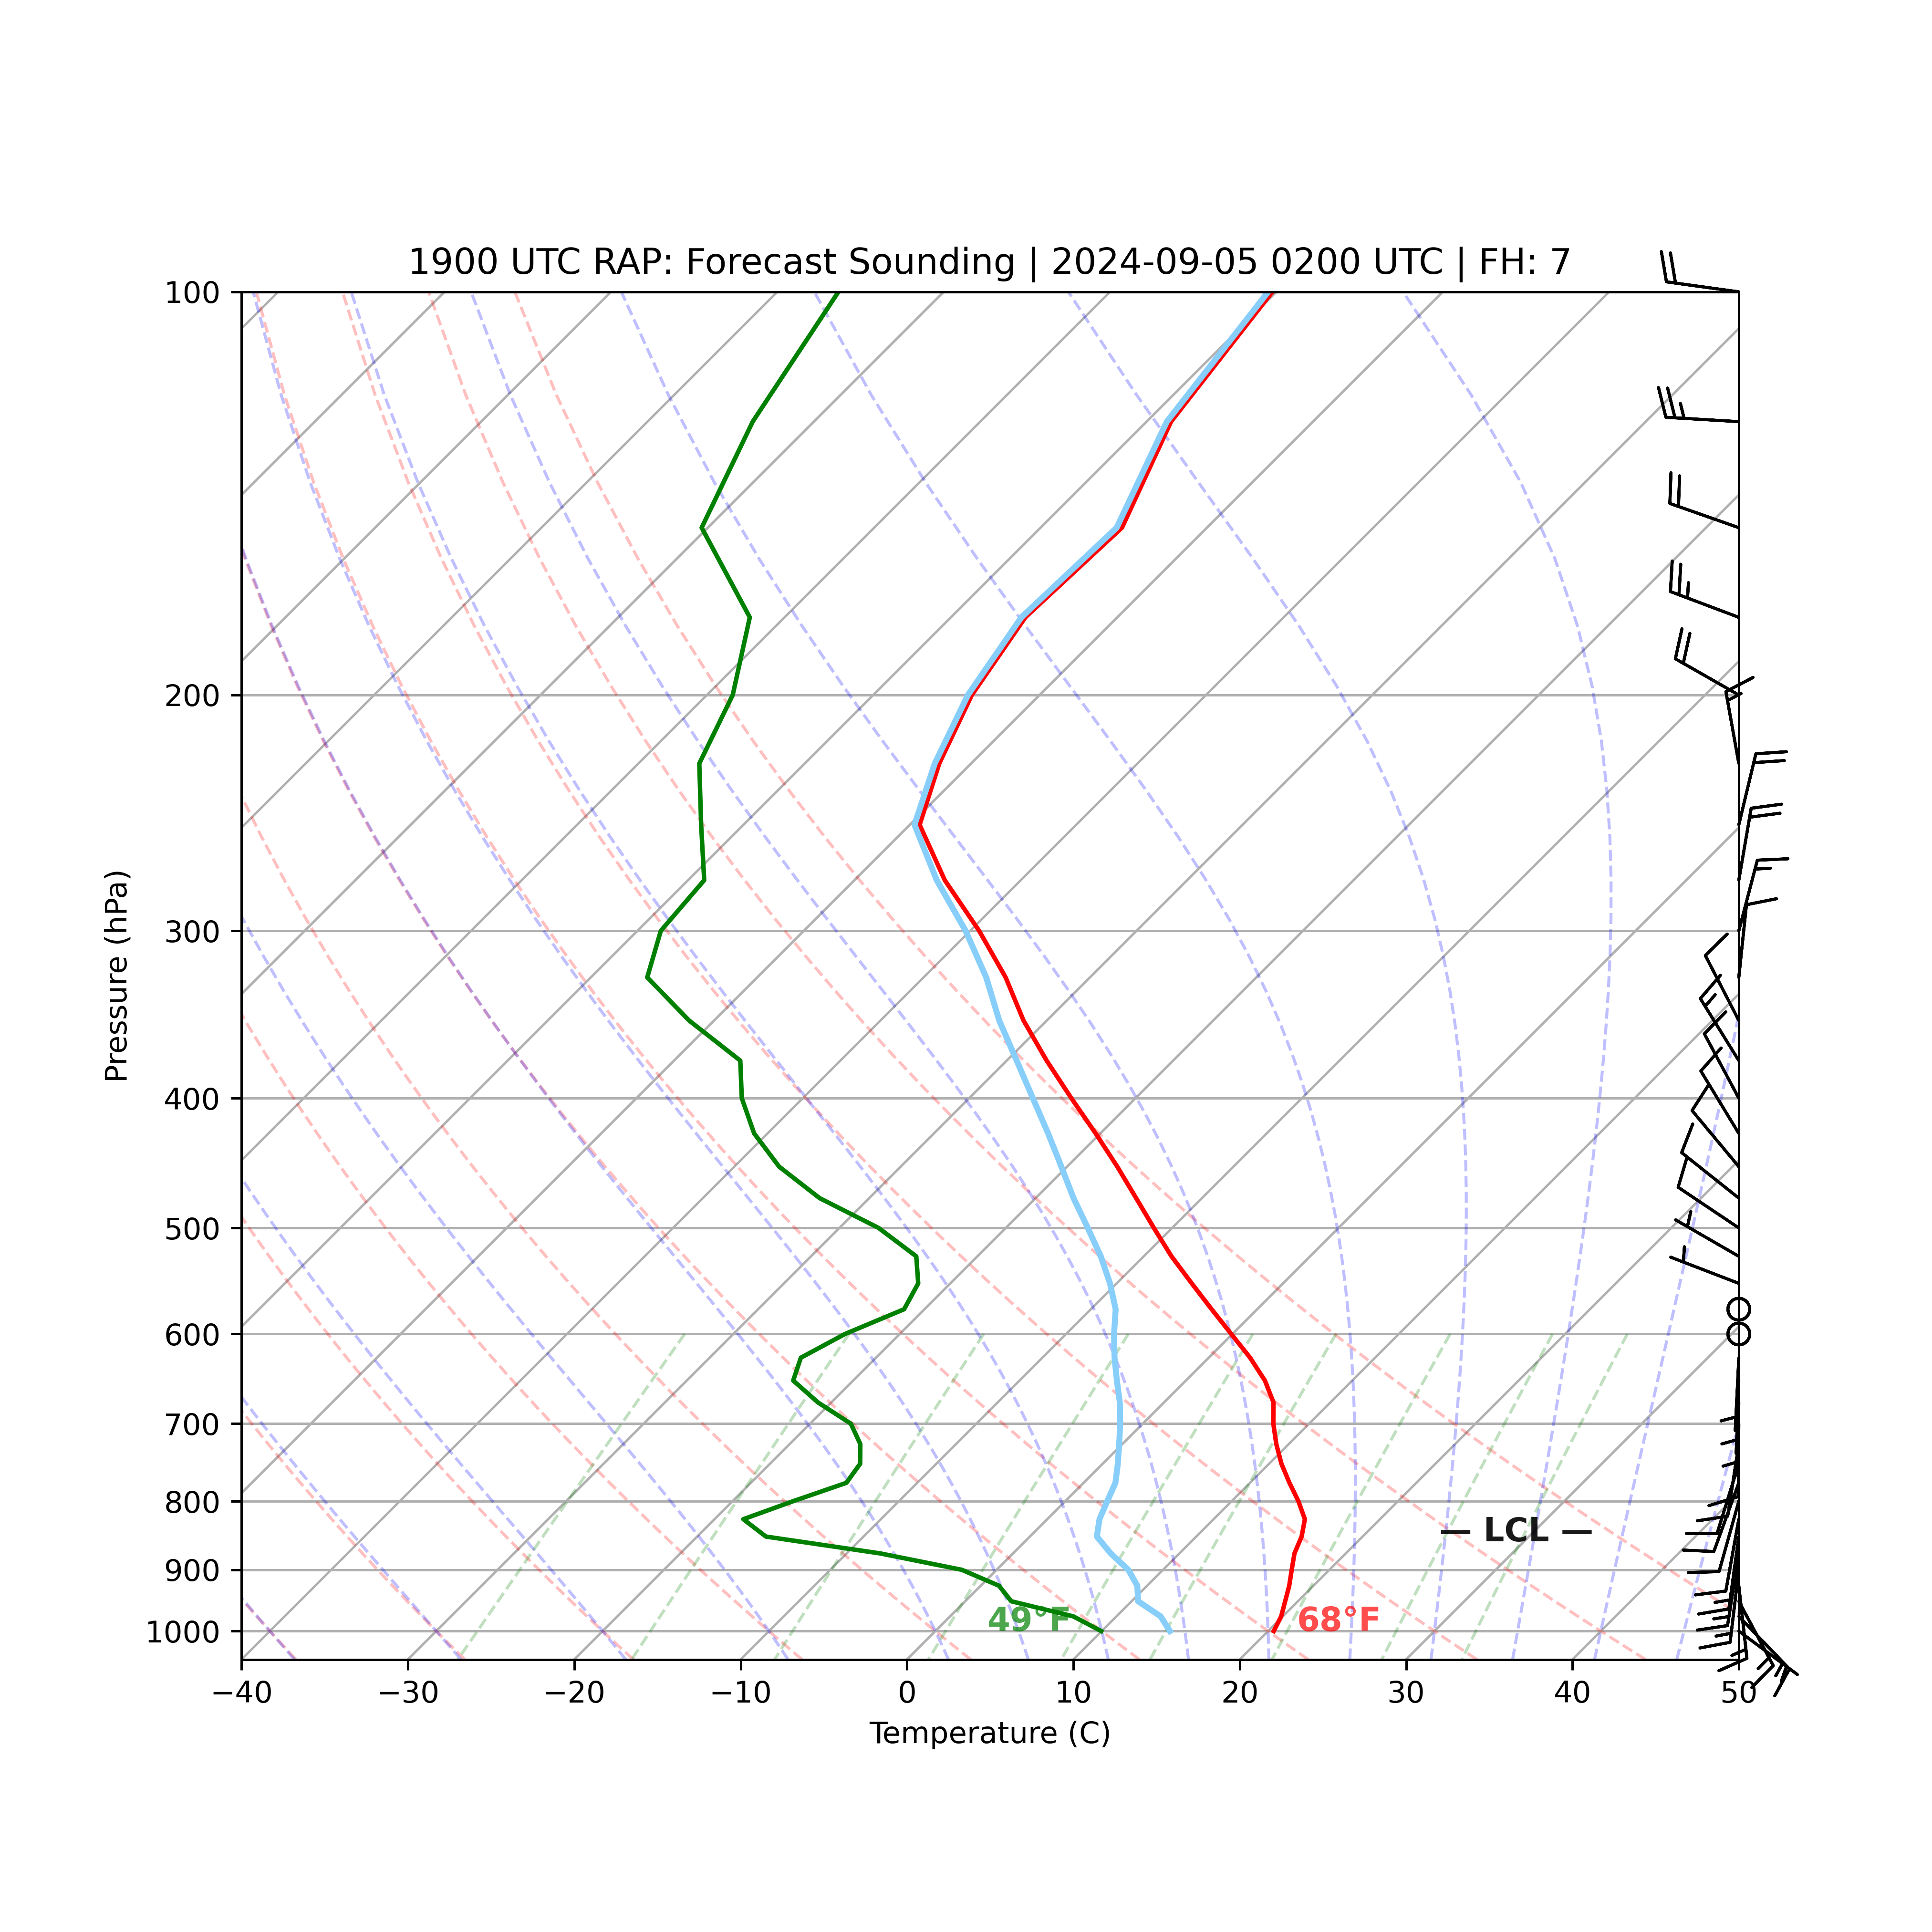 1900 UTC RAP: Forecast Sounding | 2024-09-05 0200 UTC | FH: 7
100
200
300
400
500
600
700
800
900
1000
Pressure (hPa)
— LCL —
49°F
68°F
−40 −30 −20 −10 0 10 20 30 40 50
Temperature (C)